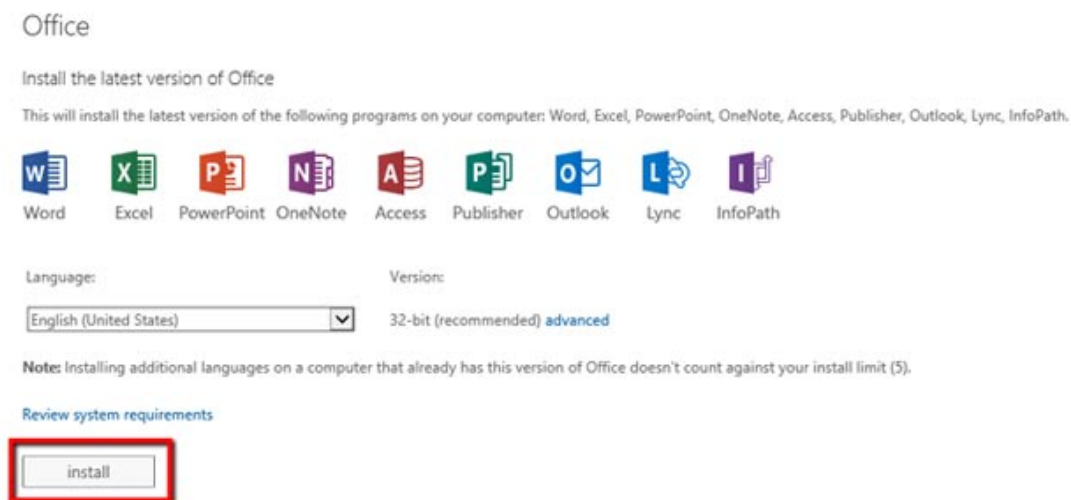 Office
Install the latest version of Office
This will install the latest version of the following programs on your computer: Word, Excel, PowerPoint, OneNote, Access, Publisher, Outlook, Lync, InfoPath.
W X P N A P O L I
Word Excel PowerPoint OneNote Access Publisher Outlook Lync InfoPath
Language: Version:
English (United States) 32-bit (recommended) advanced
Note: Installing additional languages on a computer that already has this version of Office doesn't count against your install limit (5).
Review system requirements
install